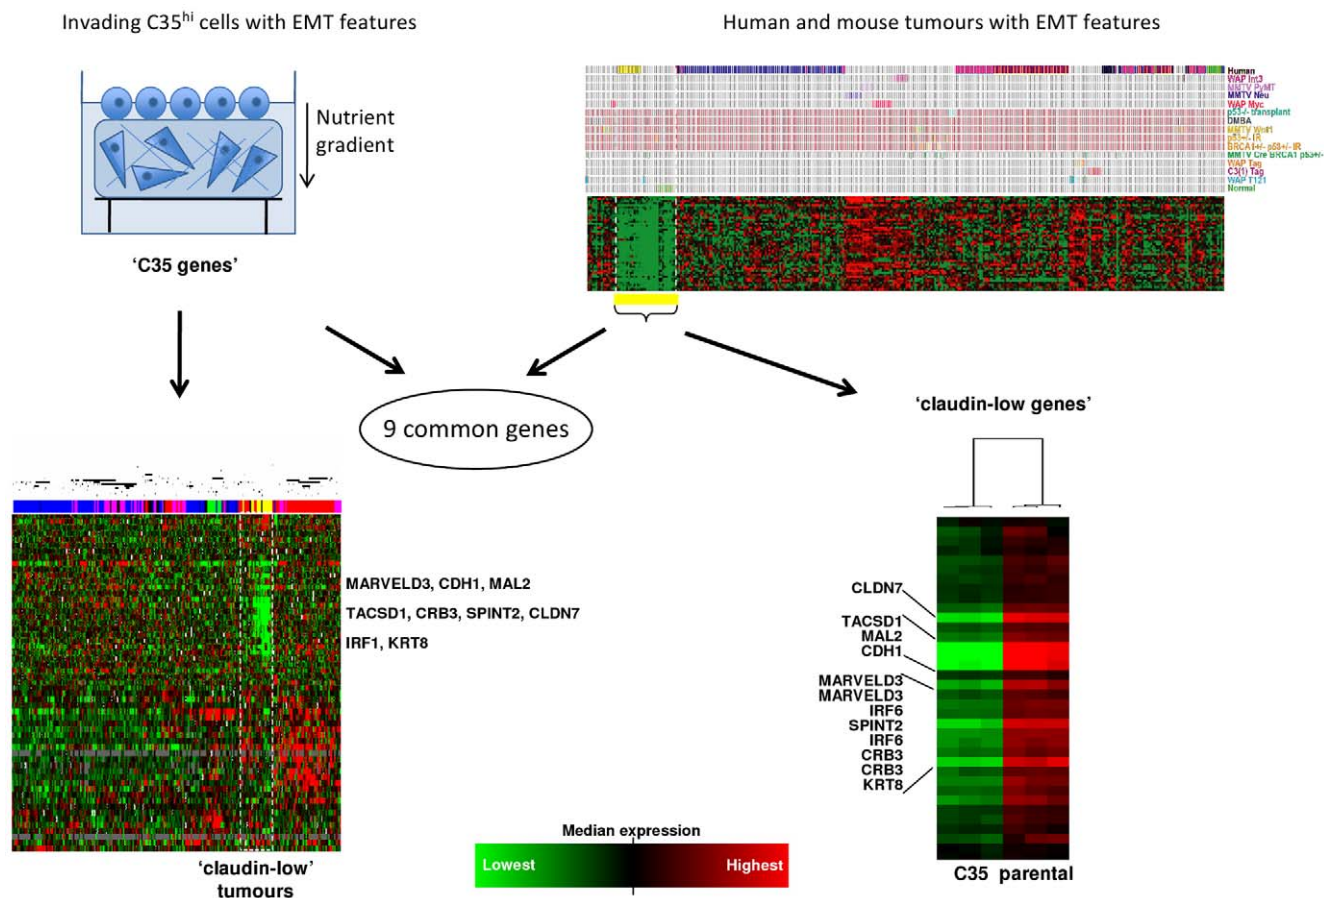 Invading C35hi cells with EMT features
Human and mouse tumours with EMT features
Nutrient
gradient
Human
WAP Int3
MMTV PyMT
MMTV Neu
WAP Myc
p53-/- transplant
DMBA
MMTV Wnt1
p53+/- IR
BRCA1+/- p53+/- IR
MMTV Cre BRCA1 p53+/-
WAP Tag
C3(1) Tag
WAP T121
Normal
‘C35 genes’
9 common genes
‘claudin-low genes’
MARVELD3, CDH1, MAL2
TACSD1, CRB3, SPINT2, CLDN7
IRF1, KRT8
CLDN7
TACSD1
MAL2
CDH1
MARVELD3
MARVELD3
IRF6
SPINT2
IRF6
CRB3
CRB3
KRT8
Median expression
Lowest
Highest
‘claudin-low’
tumours
C35 parental